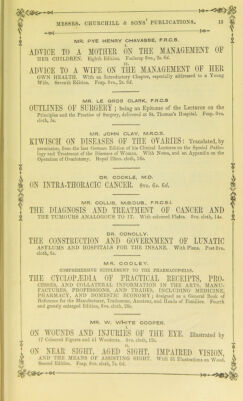 MESSRS. CHURCHILL & SONS' PUBLICATIONS. 15
MR. PYE HENRY CHAVASSE, F.R.C.S.
I.
ADVICE TO A MOTHER ON THE MANAGEMENT OF
HER CHILDREN. Eighth Edition. Foolscap 8vo., 2s. 6d.
II.
ADVICE TO A WIFE ON THE MANAGEMENT OF HER
OWN HEALTH. With an Introductory Chapter, especially addressed to a Young
Wife. Seventh Edition. Fcap. 8vo., 2s. 6d.
MR. LE GROS CLARK, F.R.C.S.
OUTLINES OF SURGERY; being an Epitome of the Lectures on the
Principles and the Practice of Surgery, delivered at St. Thomas's Hospital. Fcap. 8vo.
cloth, 5s.
MR. JOHN CLAY, M.R.C.S.
KIWISCH ON DISEASES OF THE OVARIES: Translated, by
permission, from the last German Edition of his Clinical Lectures on the Special Pathology
and Treatment of the Diseases of Women. With Notes, and an Appendix on the
Operation of Ovariotomy. Royal 12mo. cloth, 16s.
DR. COCKLE, M.D.
ON INTRA-THORACIC CANCER. 8vo. 6s. 6d.
MR. COLLIS, M.B.DUB., F.R.C.S.I.
THE DIAGNOSIS AND TREATMENT OF CANCER AND
THE TUMOURS ANALOGOUS TO IT. With coloured Plates. 8vo. cloth, 14s.
DR. CONOLLY.
THE CONSTRUCTION AND GOVERNMENT OF LUNATIC
ASYLUMS AND HOSPITALS FOR THE INSANE. With Plans. Post 8vo.
cloth, 6s.
MR. COOLEY.
COMPREHENSIVE SUPPLEMENT TO THE PHARMACOPŒIAS.
THE CYCLOPÆDIA OF PRACTICAL RECEIPTS, PROCESSES,
AND COLLATERAL INFORMATION IN THE ARTS, MANUFACTURES,
PROFESSIONS, AND TRADES, INCLUDING MEDICINE,
PHARMACY, AND DOMESTIC ECONOMY; designed as a General Book of
Reference for the Manufacturer, Tradesman, Amateur, and Heads of Families. Fourth
and greatly enlarged Edition, 8vo. cloth, 28s.
MR. W. WHITE COOPER.
I.
ON WOUNDS AND INJURIES OF THE EYE. Illustrated by
17 Coloured Figures and 41 Woodcuts. 8vo. cloth, 12s.
II.
ON NEAR SIGHT, AGED SIGHT, IMPAIRED VISION,
AND THE MEANS OF ASSISTING SIGHT. With 31 Illustrations on Wood.
Second Edition. Fcap. 8vo. cloth, 7s. 6d.